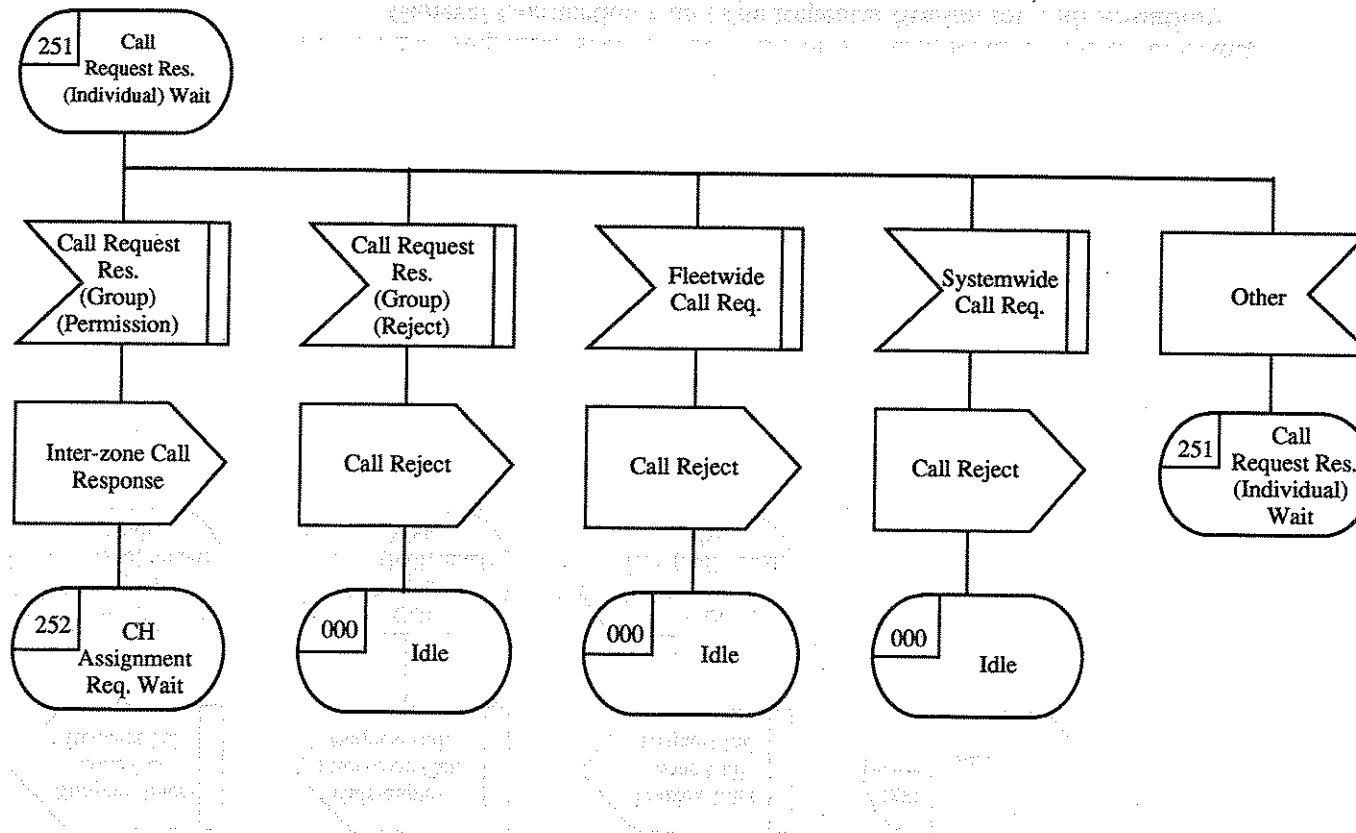 251
Call
Request Res.
(Individual) Wait
Call Request
Res.
(Group)
(Permission)
Call Request
Res.
(Group)
(Reject)
Fleetwide
Call Req.
Systemwide
Call Req.
Other
Inter-zone Call
Response
Call Reject
Call Reject
Call Reject
251
Call
Request Res.
(Individual)
Wait
252
CH
Assignment
Req. Wait
000
Idle
000
Idle
000
Idle